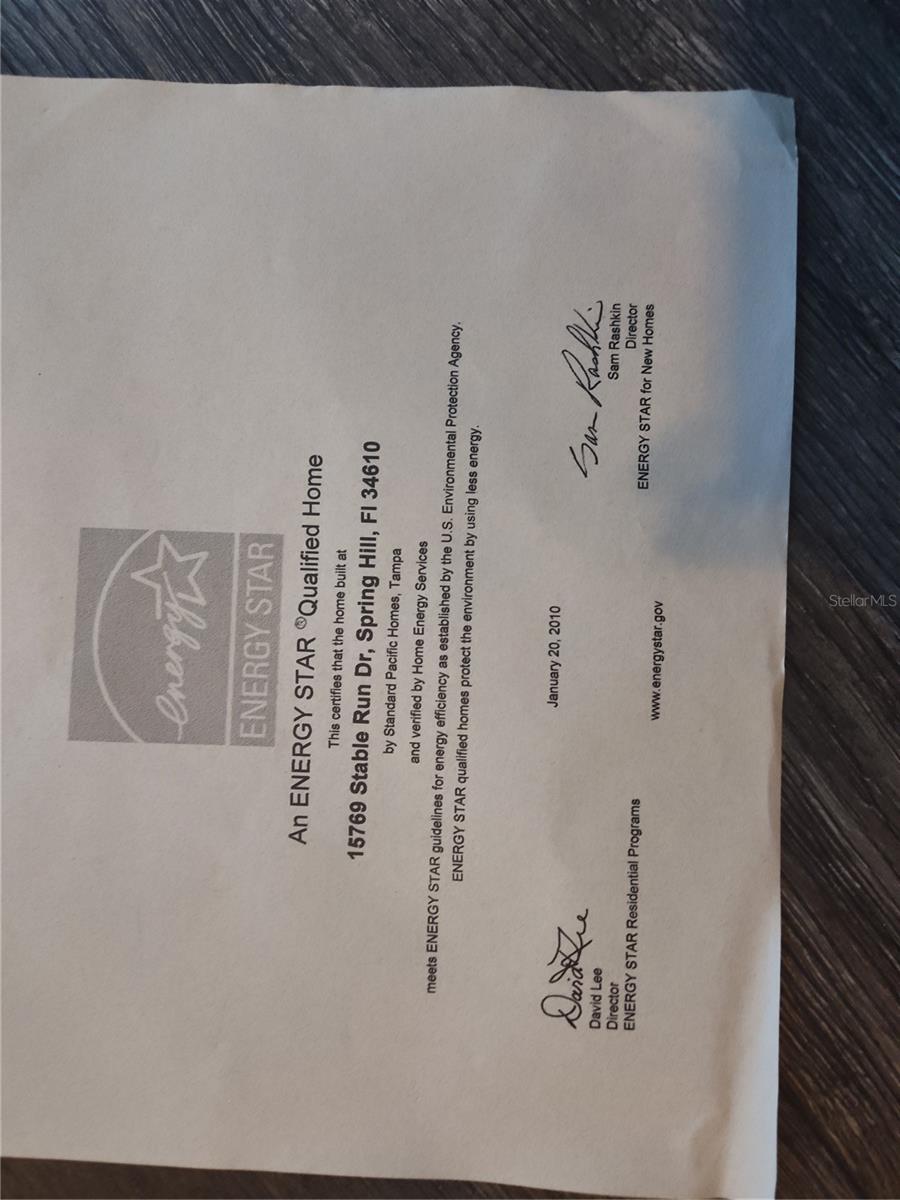 energy
ENERGY STAR
An ENERGY STAR ®Qualified Home
This certifies that the home built at
15769 Stable Run Dr, Spring Hill, Fl 34610
by Standard Pacific Homes, Tampa
and verified by Home Energy Services
meets ENERGY STAR guidelines for energy efficiency as established by the U.S. Environmental Protection Agency.
ENERGY STAR qualified homes protect the environment by using less energy.
David Lee
David Lee
Director
ENERGY STAR Residential Programs
January 20, 2010
www.energystar.gov
Sam Rashkin
Sam Rashkin
Director
ENERGY STAR for New Homes
StellarMLS